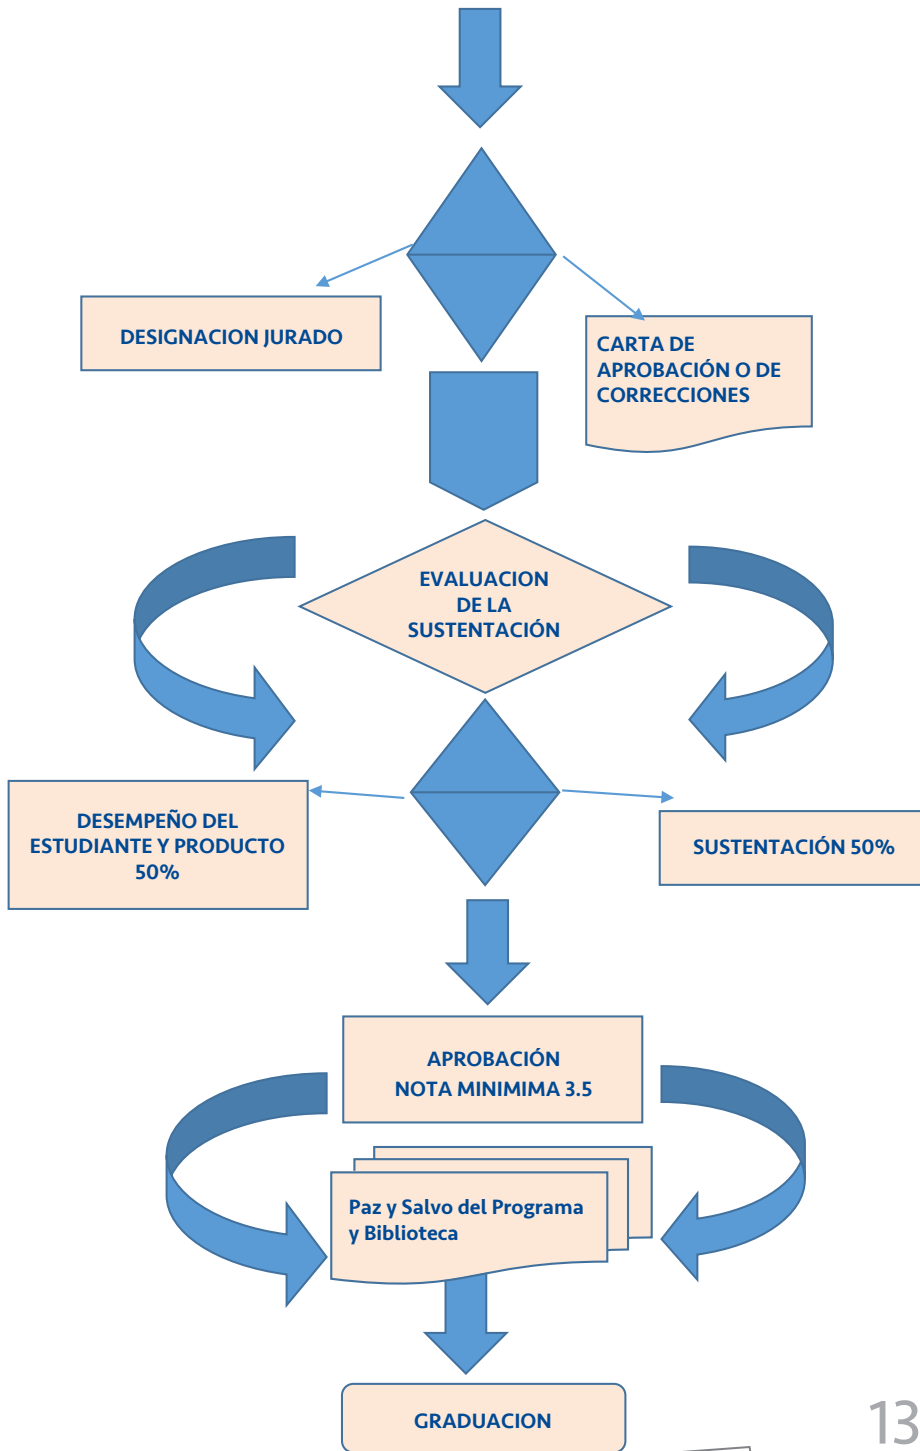 DESIGNACION JURADO
CARTA DE
APROBACIÓN O DE
CORRECCIONES
EVALUACION
DE LA
SUSTENTACIÓN
DESEMPEÑO DEL
ESTUDIANTE Y PRODUCTO
50%
SUSTENTACIÓN 50%
APROBACIÓN
NOTA MINIMIMA 3.5
Paz y Salvo del Programa
y Biblioteca
GRADUACION
13